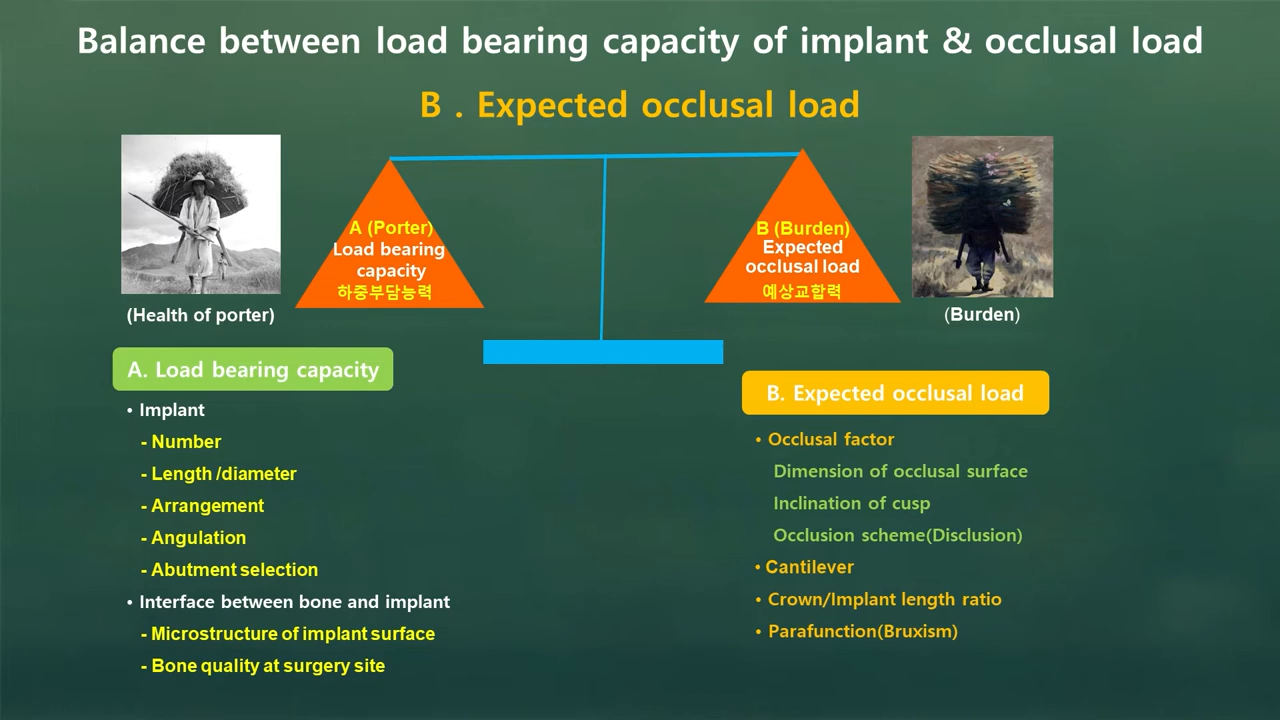 Balance between load bearing capacity of implant & occlusal load
B . Expected occlusal load
A (Porter)
Load bearing
capacity
하중부담능력
B (Burden)
Expected
occlusal load
예상교합력
(Health of porter)
(Burden)
A. Load bearing capacity
• Implant
- Number
- Length /diameter
- Arrangement
- Angulation
- Abutment selection
• Interface between bone and implant
- Microstructure of implant surface
- Bone quality at surgery site
B. Expected occlusal load
• Occlusal factor
Dimension of occlusal surface
Inclination of cusp
Occlusion scheme(Disclusion)
• Cantilever
• Crown/Implant length ratio
• Parafunction(Bruxism)